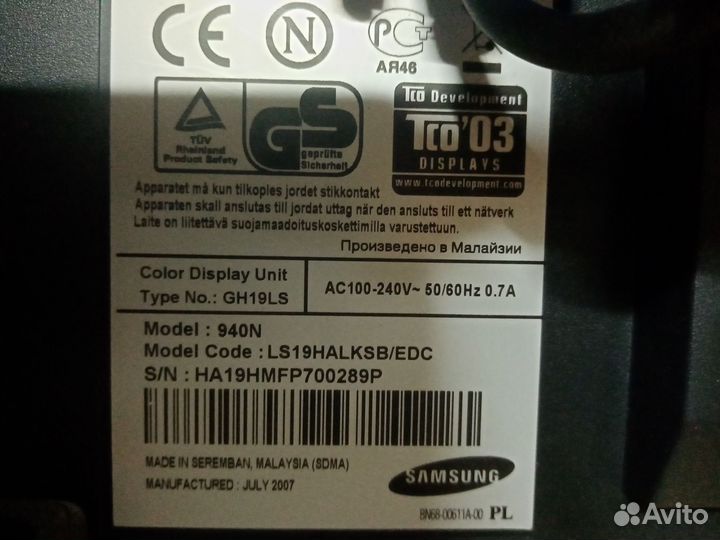 CE N РСТ
АЯ46
TCO Development
TCO'03
DISPLAYS
www.tcodevelopment.com
TÜV
Rheinland
Product Safety
GS
geprüfte
Sicherheit
Apparatet må kun tilkoples jordet stikkontakt
Apparaten skall anslutas till jordat uttag när den ansluts till ett nätverk
Laite on liitettävä suojamaadoituskoskettimilla varustettuun.
Произведено в Малайзии
Color Display Unit
Type No.: GH19LS
AC100-240V~ 50/60Hz 0.7A
Model : 940N
Model Code : LS19HALKSB/EDC
S/N : HA19HMFP700289P
MADE IN SEREMBAN, MALAYSIA (SDMA)
MANUFACTURED : JULY 2007
SAMSUNG
BN68-00611A-00 PL
Avito